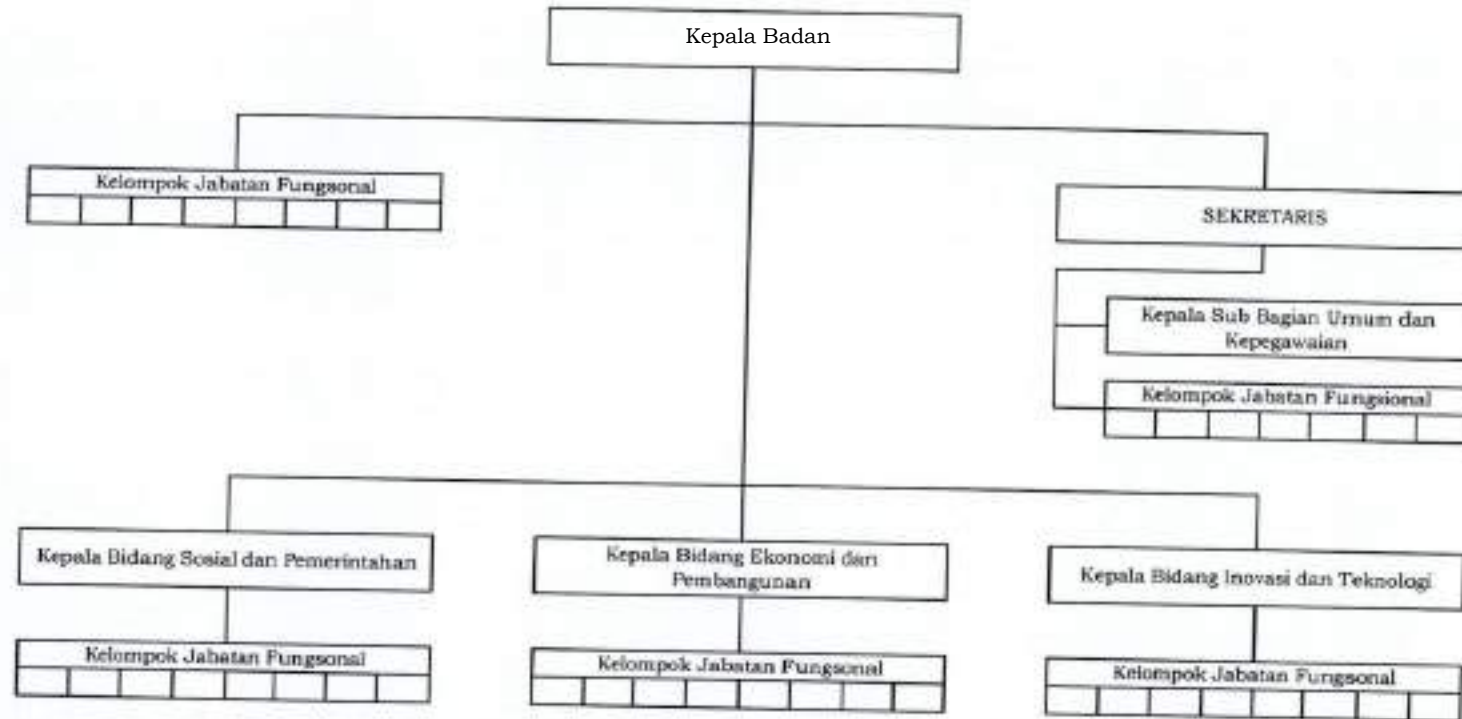 Kepala Badan
Kelompok Jabatan Fungsonal
SEKRETARIS
Kepala Sub Bagian Umum dan
Kepegawaian
Kelompok Jabatan Fungsional
Kepala Bidang Sosial dan Pemerintahan
Kepala Bidang Ekonomi dan
Pembangunan
Kepala Bidang Inovasi dan Teknologi
Kelompok Jabatan Fungsonal
Kelompok Jabatan Fungsonal
Kelompok Jabatan Fungsonal